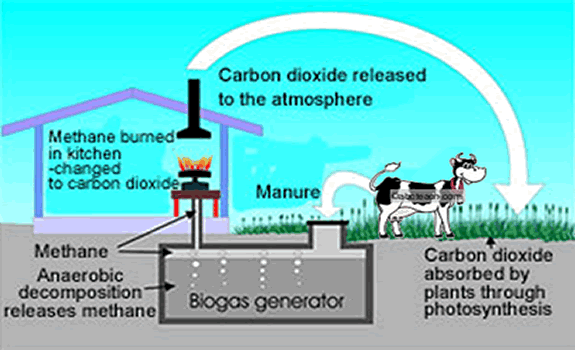 Carbon dioxide released
to the atmosphere
Methane burned
in kitchen
-changed
to carbon dioxide
Manure
Methane
Anaerobic
decomposition
releases methane
Biogas generator
Carbon dioxide
absorbed by
plants through
photosynthesis